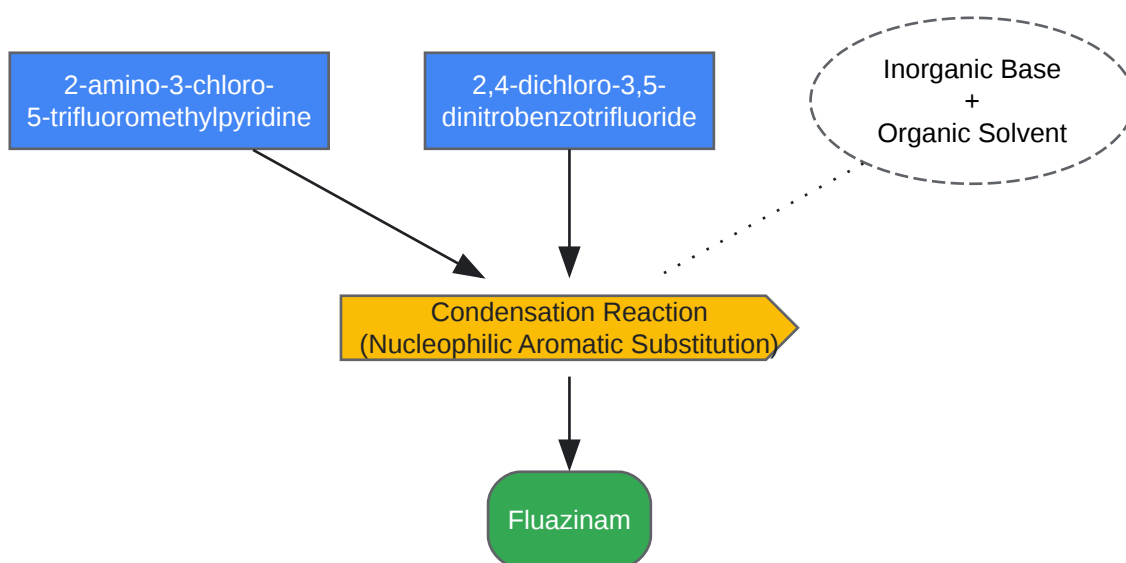 2-amino-3-chloro-
5-trifluoromethylpyridine
2,4-dichloro-3,5-
dinitrobenzotrifluoride
Inorganic Base
+
Organic Solvent
Condensation Reaction
(Nucleophilic Aromatic Substitution)
Fluazinam